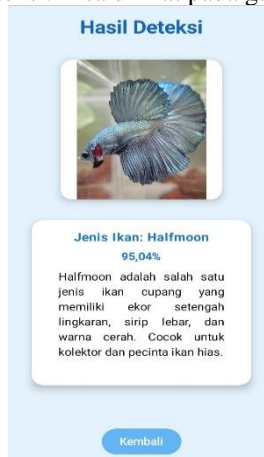 Hasil Deteksi
Jenis Ikan: Halfmoon
95,04%
Halfmoon adalah salah satu
jenis ikan cupang yang
memiliki ekor setengah
lingkaran, sirip lebar, dan
warna cerah. Cocok untuk
kolektor dan pecinta ikan hias.
Kembali